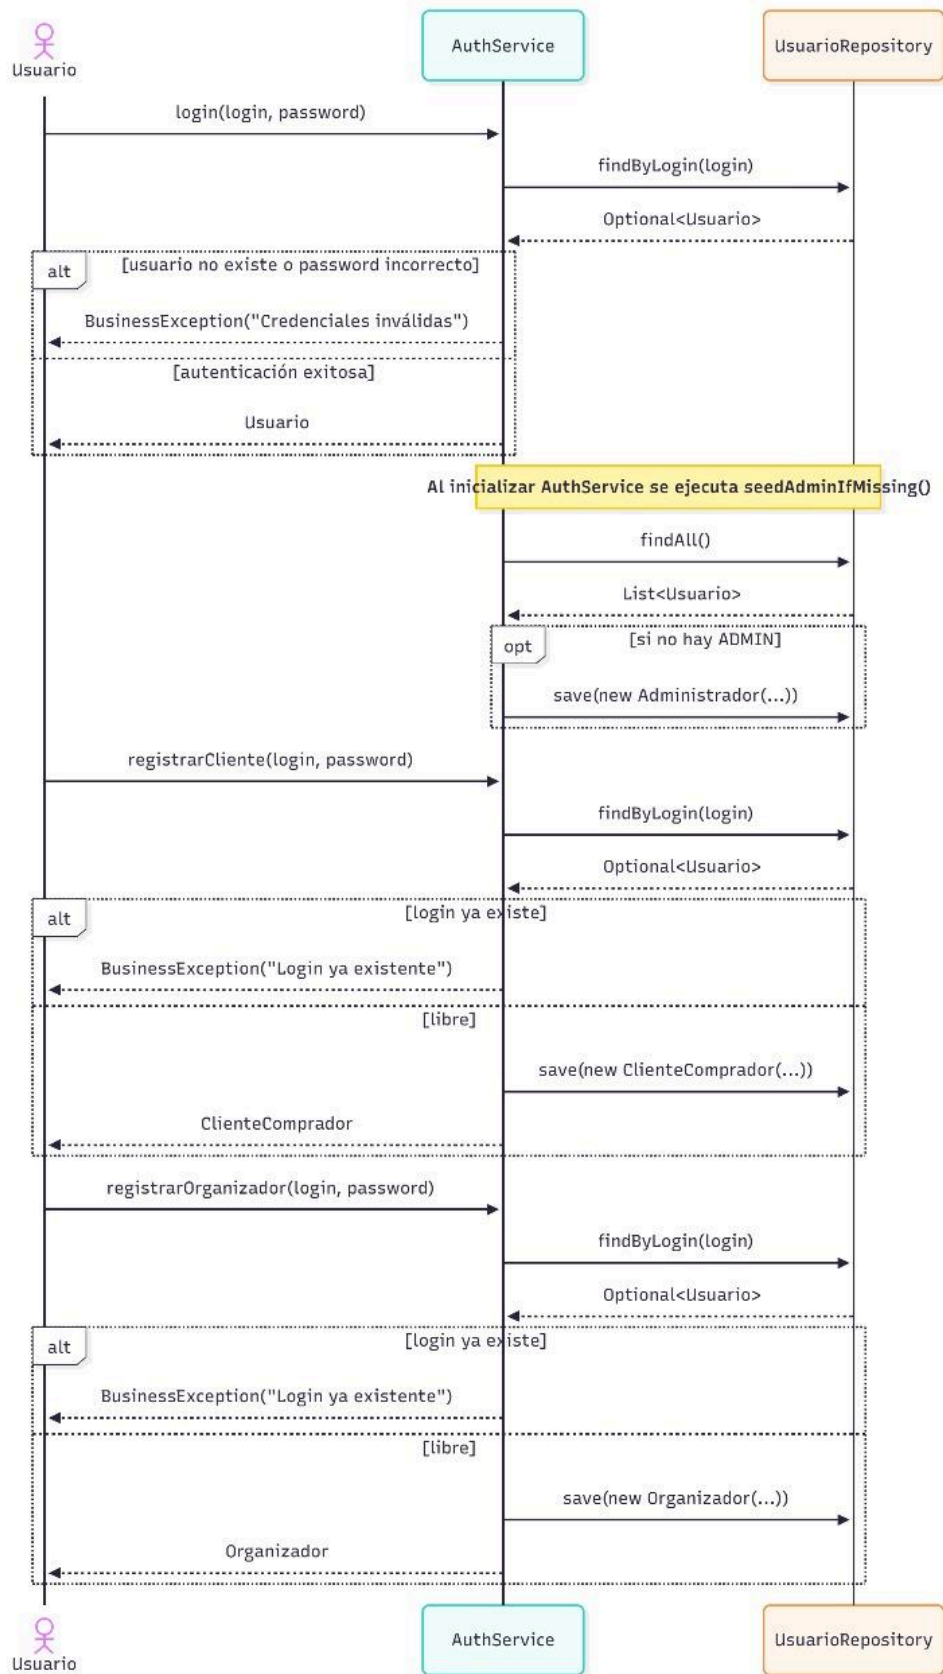 Usuario
AuthService
UsuarioRepository
login(login, password)
findByLogin(login)
Optional<Usuario>
alt
[usuario no existe o password incorrecto]
BusinessException("Credenciales inválidas")
[autenticación exitosa]
Usuario
Al inicializar AuthService se ejecuta seedAdminIfMissing()
findAll()
List<Usuario>
opt
[si no hay ADMIN]
save(new Administrador(...))
registrarCliente(login, password)
findByLogin(login)
Optional<Usuario>
alt
[login ya existe]
BusinessException("Login ya existente")
[libre]
save(new ClienteComprador(...))
ClienteComprador
registrarOrganizador(login, password)
findByLogin(login)
Optional<Usuario>
alt
[login ya existe]
BusinessException("Login ya existente")
[libre]
save(new Organizador(...))
Organizador
Usuario
AuthService
UsuarioRepository